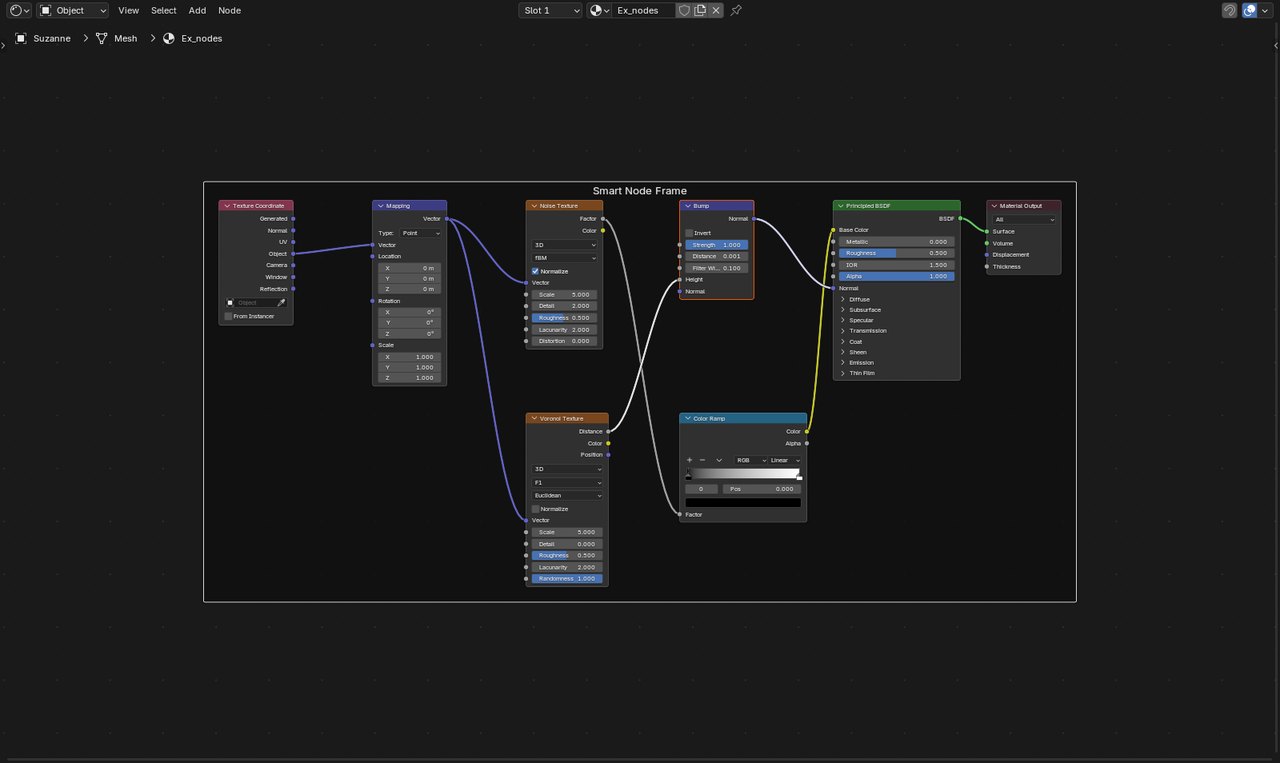 Object View Select Add Node Slot 1 Ex_nodes
Suzanne Mesh Ex_nodes
Smart Node Frame
Texture Coordinate
Generated
Normal
UV
Object
Camera
Window
Reflection
Object
From Instancer
Mapping
Vector
Type: Point
Vector
Location
X 0 m
Y 0 m
Z 0 m
Rotation
X 0°
Y 0°
Z 0°
Scale
X 1.000
Y 1.000
Z 1.000
Noise Texture
Factor
Color
3D
fBM
Normalize
Vector
Scale 5.000
Detail 2.000
Roughness 0.500
Lacunarity 2.000
Distortion 0.000
Voronoi Texture
Distance
Color
Position
3D
F1
Euclidean
Normalize
Vector
Scale 5.000
Detail 0.000
Roughness 0.500
Lacunarity 2.000
Randomness 1.000
Bump
Normal
Invert
Strength 1.000
Distance 0.001
Filter Wi... 0.100
Height
Normal
Color Ramp
Color
Alpha
RGB Linear
0 Pos 0.000
Factor
Principled BSDF
BSDF
Base Color
Metallic 0.000
Roughness 0.500
IOR 1.500
Alpha 1.000
Normal
Diffuse
Subsurface
Specular
Transmission
Coat
Sheen
Emission
Thin Film
Material Output
All
Surface
Volume
Displacement
Thickness